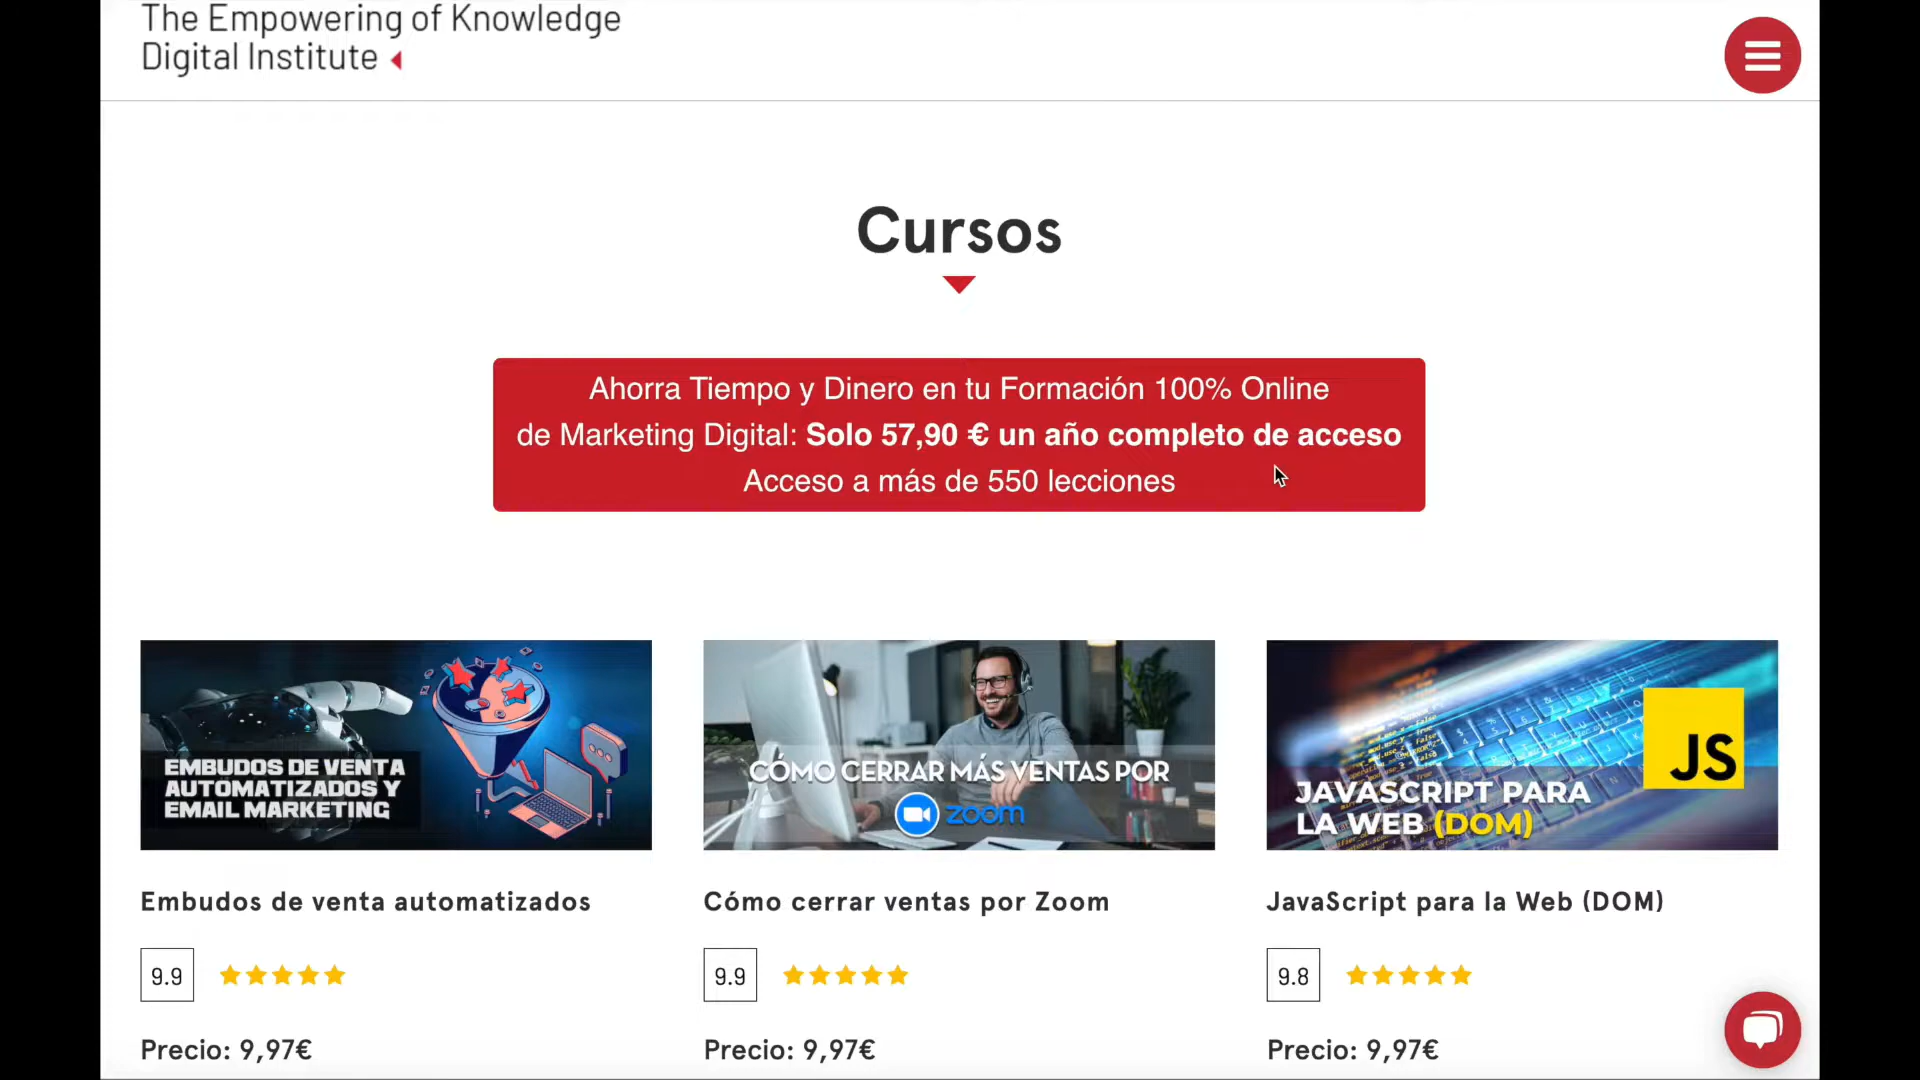 The Empowering of Knowledge
Digital Institute
Cursos
Ahorra Tiempo y Dinero en tu Formación 100% Online
de Marketing Digital: Solo 57,90 € un año completo de acceso
Acceso a más de 550 lecciones
EMBUDOS DE VENTA
AUTOMATIZADOS Y
EMAIL MARKETING
CÓMO CERRAR MÁS VENTAS POR
zoom
JS
JAVASCRIPT PARA
LA WEB (DOM)
Embudos de venta automatizados
Cómo cerrar ventas por Zoom
JavaScript para la Web (DOM)
9.9
9.9
9.8
Precio: 9,97€
Precio: 9,97€
Precio: 9,97€